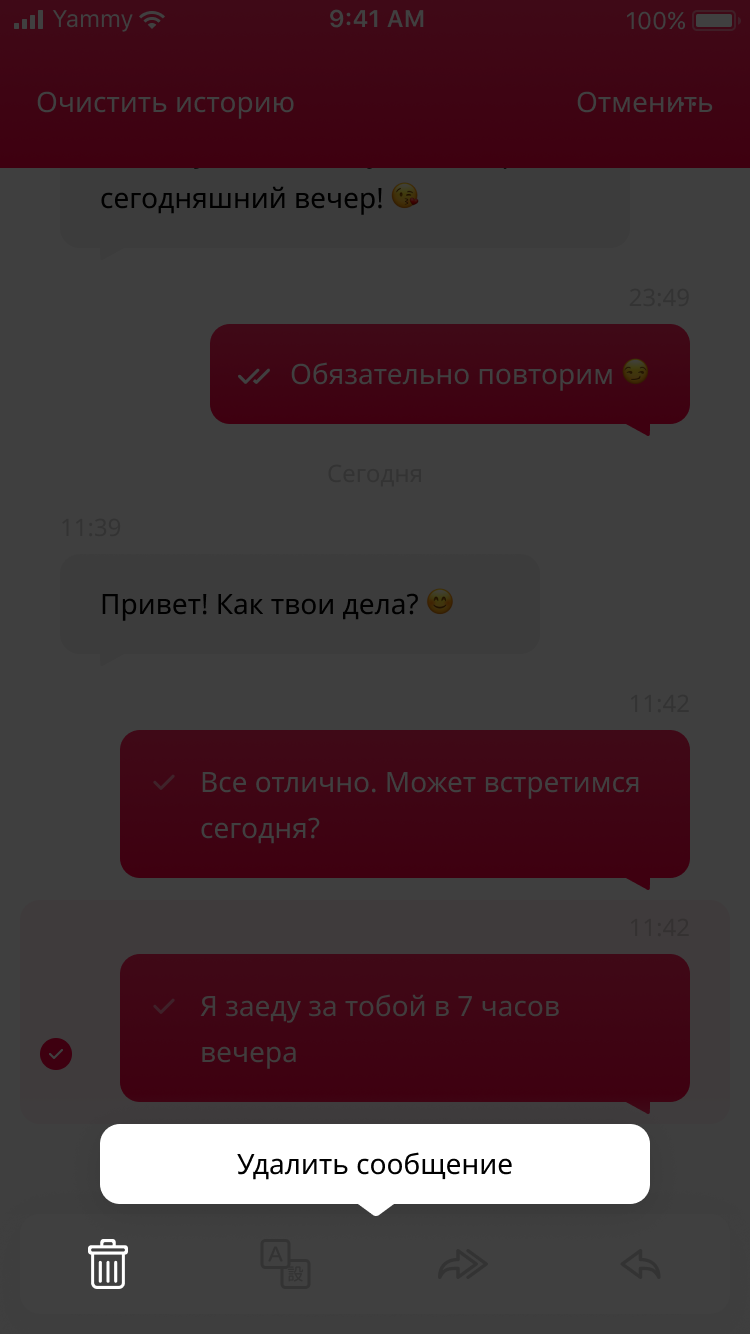 Yammy 9:41 AM 100%
Очистить историю Отменить
сегодняшний вечер! 😘
23:49
Обязательно повторим 😏
Сегодня
11:39
Привет! Как твои дела? 😊
11:42
Все отлично. Может встретимся
сегодня?
11:42
Я заеду за тобой в 7 часов
вечера
Удалить сообщение
A
設